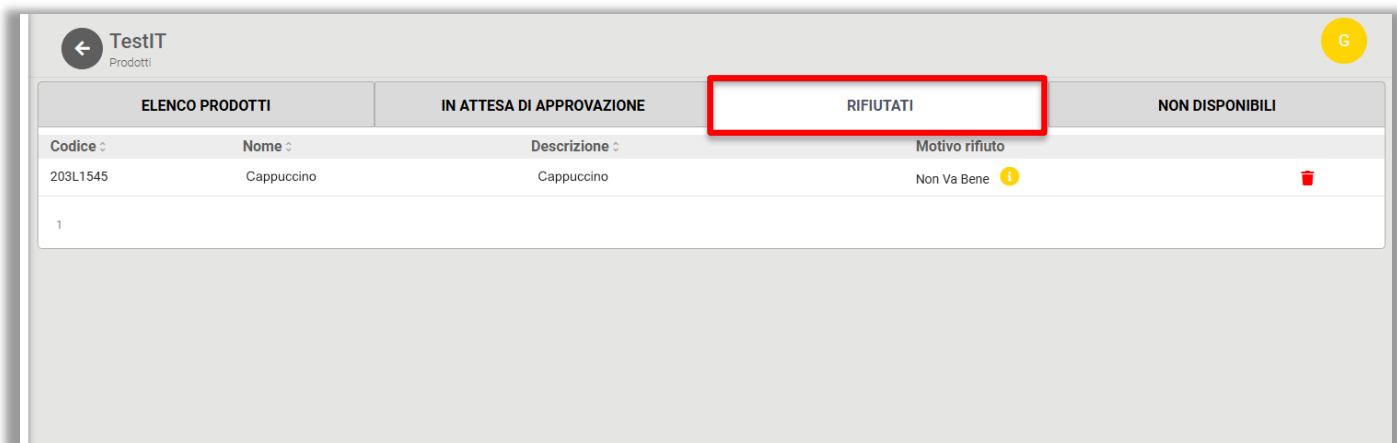 TestIT
Prodotti
G
ELENCO PRODOTTI IN ATTESA DI APPROVAZIONE RIFIUTATI NON DISPONIBILI
Codice Nome Descrizione Motivo rifiuto
203L1545 Cappuccino Cappuccino Non Va Bene i
1